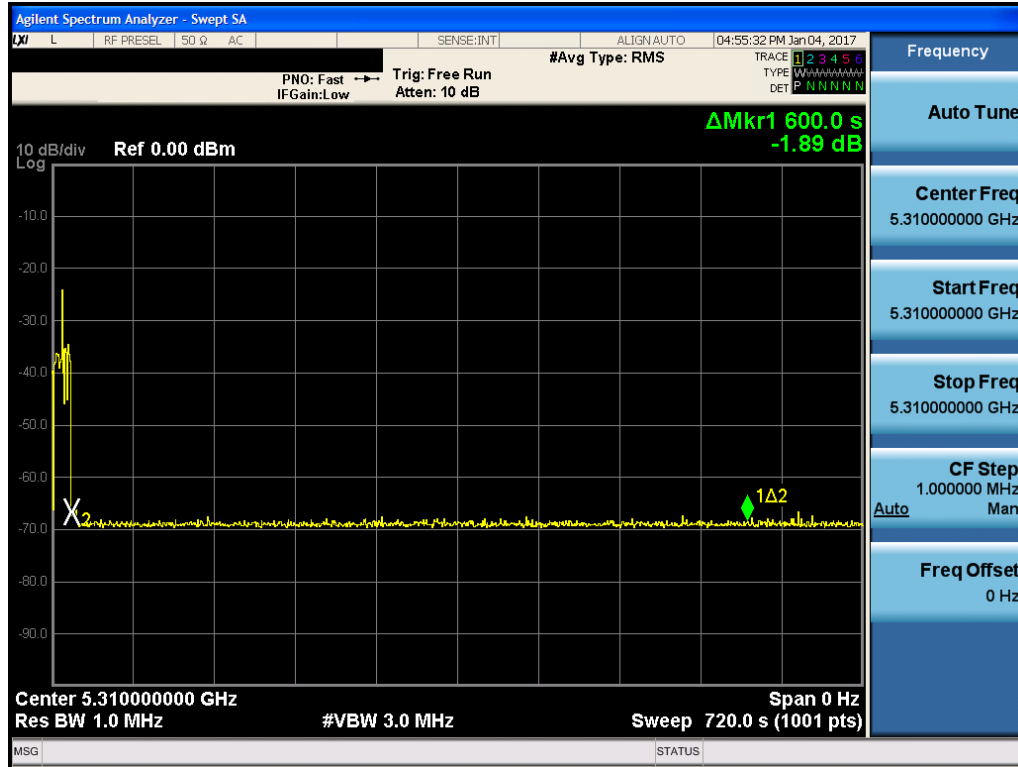 Agilent Spectrum Analyzer - Swept SA
LXI L RF PRESEL 50 Ω AC SENSE:INT ALIGN AUTO 04:55:32 PM Jan 04, 2017
Frequency
#Avg Type: RMS
TRACE 1 2 3 4 5 6
TYPE WWWWWW
DET P N N N N N
PNO: Fast
IFGain:Low
Trig: Free Run
Atten: 10 dB
Auto Tune
ΔMkr1 600.0 s
-1.89 dB
10 dB/div Ref 0.00 dBm
Log
-10.0
-20.0
-30.0
-40.0
-50.0
-60.0
-70.0
-80.0
-90.0
2
1Δ2
Center Freq
5.310000000 GHz
Start Freq
5.310000000 GHz
Stop Freq
5.310000000 GHz
CF Step
1.000000 MHz
Auto Man
Freq Offset
0 Hz
Center 5.310000000 GHz Span 0 Hz
Res BW 1.0 MHz #VBW 3.0 MHz Sweep 720.0 s (1001 pts)
MSG STATUS